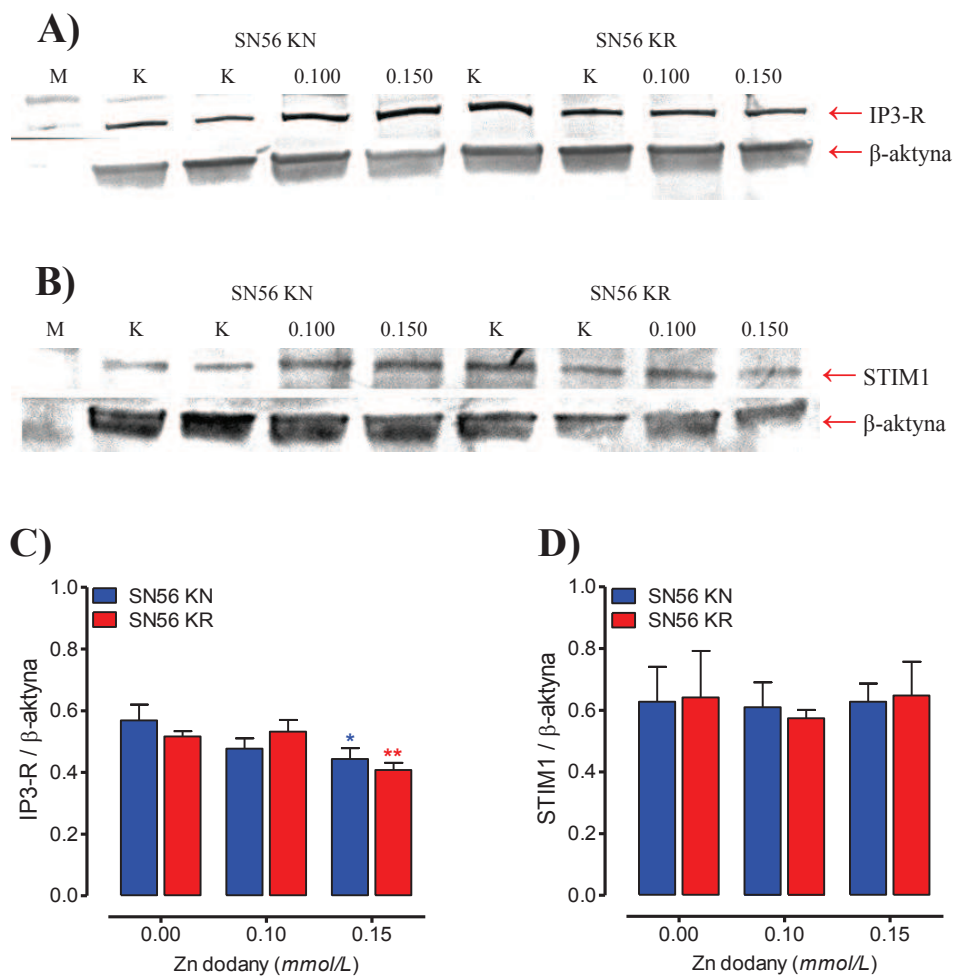 A)
SN56 KN SN56 KR
M K K 0.100 0.150 K K 0.100 0.150
IP3-R
β-aktyna
B)
SN56 KN SN56 KR
M K K 0.100 0.150 K K 0.100 0.150
STIM1
β-aktyna
C)
1.0
SN56 KN
SN56 KR
0.8
0.6
* **
0.4
0.2
0.0
IP3-R / β-aktyna
0.00 0.10 0.15
Zn dodany (mmol/L)
D)
1.0
SN56 KN
SN56 KR
0.8
0.6
0.4
0.2
0.0
STIM1 / β-aktyna
0.00 0.10 0.15
Zn dodany (mmol/L)